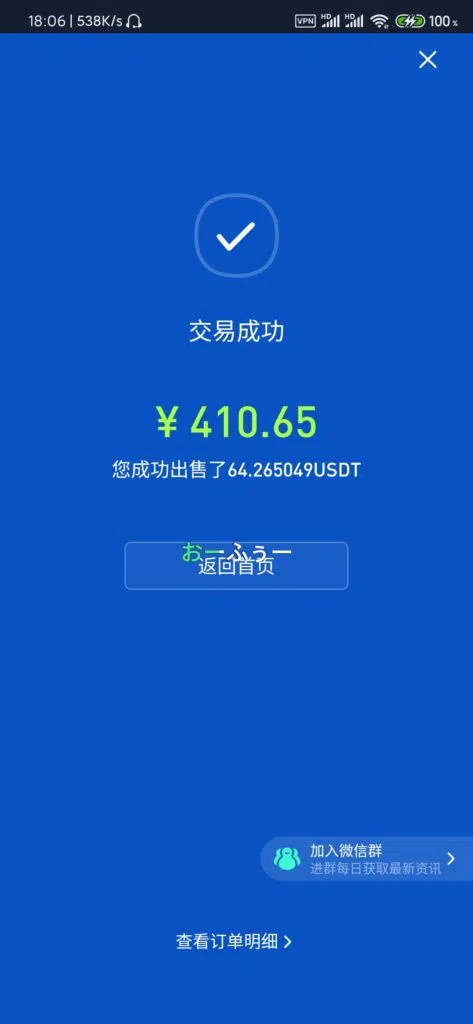 18:06 | 538K/s
VPN HD HD 100%
交易成功
¥ 410.65
您成功出售了64.265049USDT
おーふぅー
返回首页
加入微信群
进群每日获取最新资讯
查看订单明细